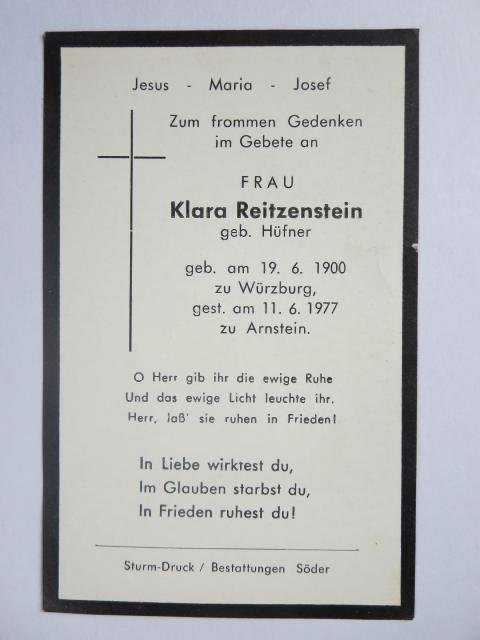 Jesus - Maria - Josef
Zum frommen Gedenken
im Gebete an
FRAU
Klara Reitzenstein
geb. Hüfner
geb. am 19. 6. 1900
zu Würzburg,
gest. am 11. 6. 1977
zu Arnstein.
O Herr gib ihr die ewige Ruhe
Und das ewige Licht leuchte ihr.
Herr, laß' sie ruhen in Frieden!
In Liebe wirktest du,
Im Glauben starbst du,
In Frieden ruhest du!
Sturm-Druck / Bestattungen Söder